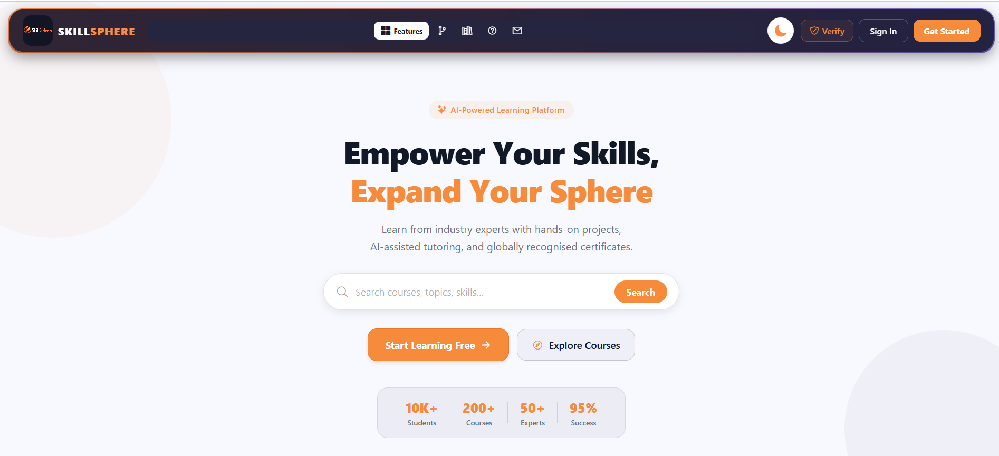 SkillSphere
SKILLSPHERE
Features
Verify
Sign In
Get Started
AI-Powered Learning Platform
Empower Your Skills,
Expand Your Sphere
Learn from industry experts with hands-on projects,
AI-assisted tutoring, and globally recognised certificates.
Search courses, topics, skills...
Search
Start Learning Free
Explore Courses
10K+ 200+ 50+ 95%
Students Courses Experts Success